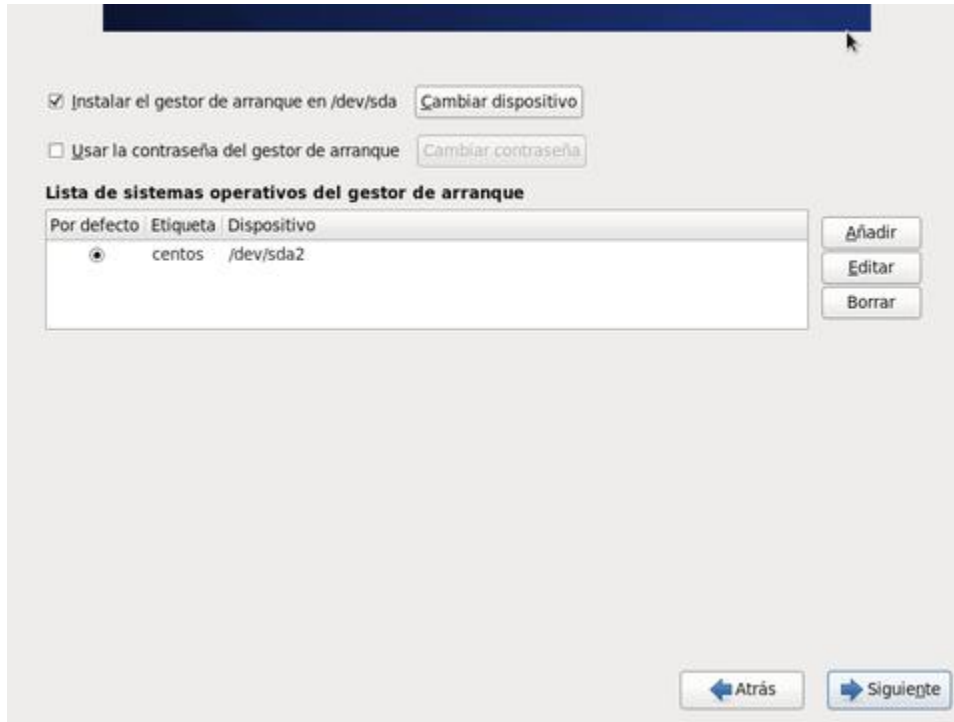 Instalar el gestor de arranque en /dev/sda Cambiar dispositivo
Usar la contraseña del gestor de arranque Cambiar contraseña
Lista de sistemas operativos del gestor de arranque
Por defecto Etiqueta Dispositivo
centos /dev/sda2
Añadir
Editar
Borrar
Atrás Siguiente